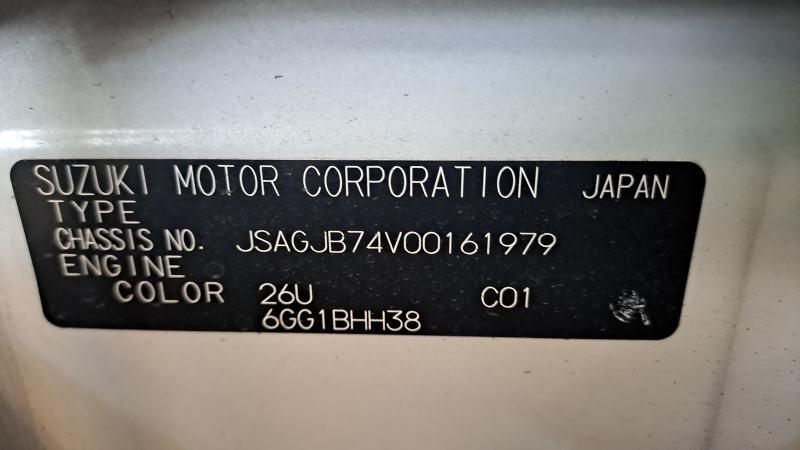 SUZUKI MOTOR CORPORATION JAPAN
TYPE
CHASSIS NO. JSAGJB74V00161979
ENGINE
COLOR 26U C01
6GG1BHH38